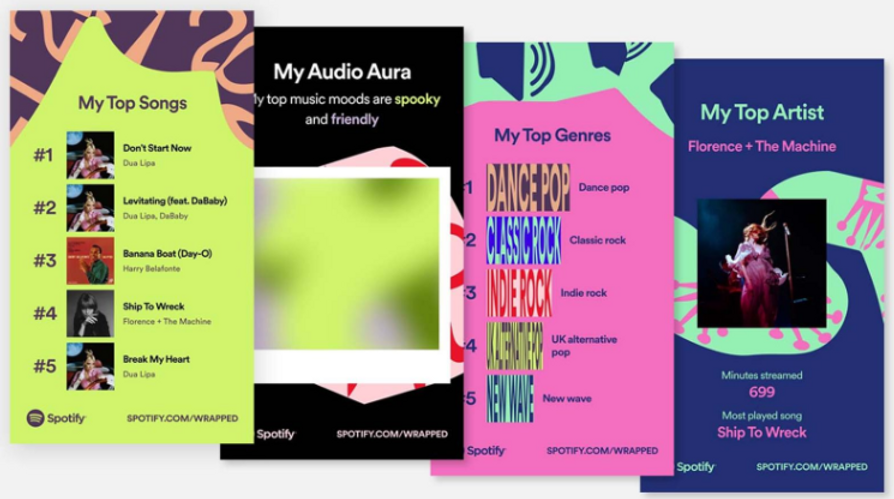 My Top Songs
#1
Don't Start Now
Dua Lipa
#2
Levitating (feat. DaBaby)
Dua Lipa, DaBaby
#3
Banana Boat (Day-O)
Harry Belafonte
#4
Ship To Wreck
Florence + The Machine
#5
Break My Heart
Dua Lipa
Spotify
SPOTIFY.COM/WRAPPED
My Audio Aura
My top music moods are spooky
and friendly
Spotify
SPOTIFY.COM/WRAPPED
My Top Genres
1
DANCE POP
Dance pop
2
CLASSIC ROCK
Classic rock
3
INDIE ROCK
Indie rock
4
UK ALTERNATIVE POP
UK alternative
pop
5
NEW WAVE
New wave
Spotify
SPOTIFY.COM/WRAPPED
My Top Artist
Florence + The Machine
Minutes streamed
699
Most played song
Ship To Wreck
Spotify
SPOTIFY.COM/WRAPPED